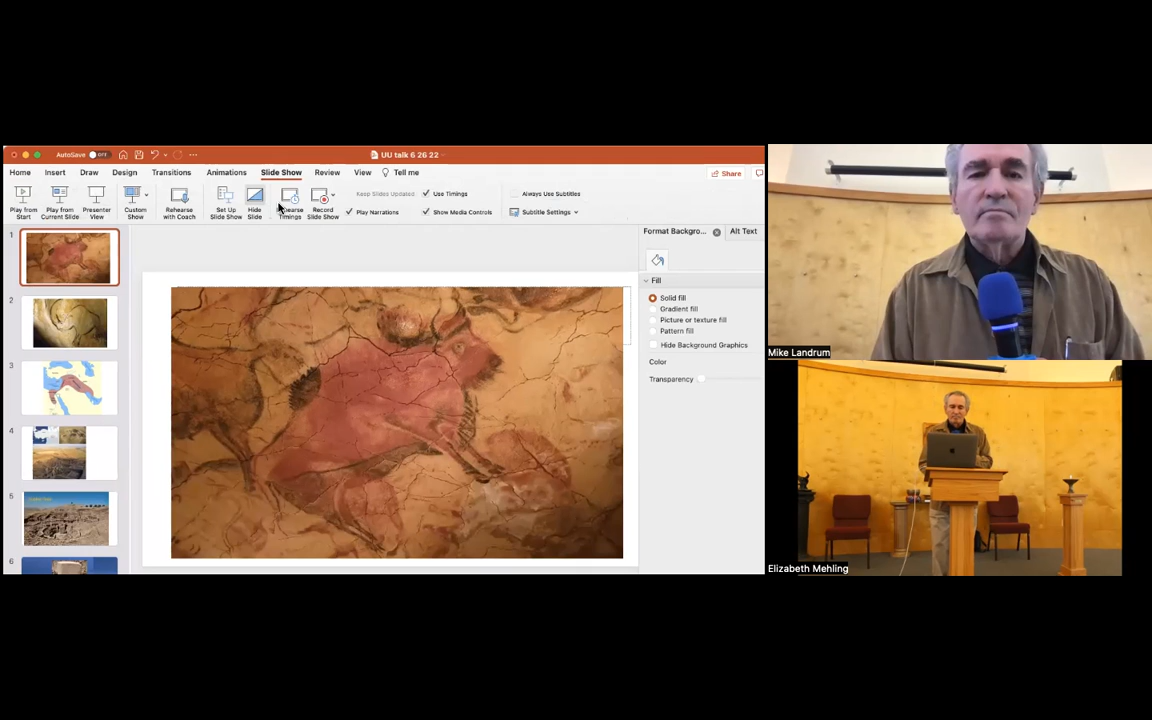 AutoSave OFF
UU talk 6 26 22
Home Insert Draw Design Transitions Animations Slide Show Review View Tell me
Share
Play from Start
Play from Current Slide
Presenter View
Custom Show
Rehearse with Coach
Set Up Slide Show
Hide Slide
Timings
Record Slide Show
Keep Slides Updated
Use Timings
Play Narrations
Show Media Controls
Always Use Subtitles
Subtitle Settings
1
2
3
4
5
6
Format Backgro...
Alt Text
Fill
Solid fill
Gradient fill
Picture or texture fill
Pattern fill
Hide Background Graphics
Color
Transparency
Mike Landrum
Elizabeth Mehling